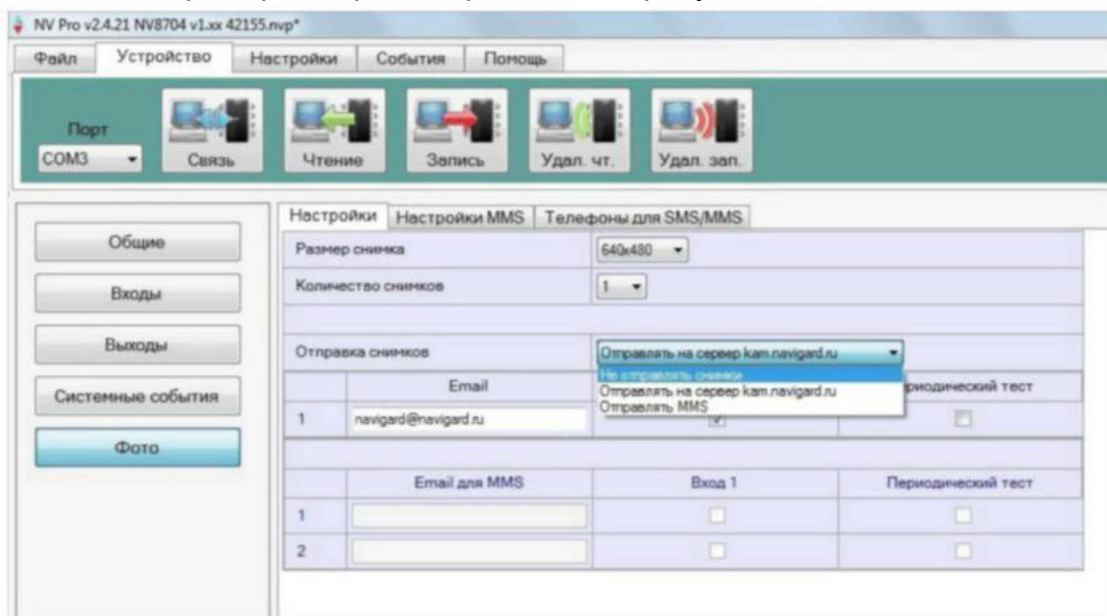 NV Pro v2.4.21 NV8704 v1.xx 42155.nvp*
Файл Устройство Настройки События Помощь
Порт
COM3 Связь Чтение Запись Удал. чт. Удал. зап.
Настройки Настройки MMS Телефоны для SMS/MMS
Общие
Размер снимка 640x480
Входы
Количество снимков 1
Выходы
Отправка снимков Отправлять на сервер kam.navigard.ru
Не отправлять снимки
Отправлять на сервер kam.navigard.ru
Отправлять MMS
Системные события
Email риодический тест
1 navigard@navigard.ru
Фото
Email для MMS Вход 1 Периодический тест
1
2